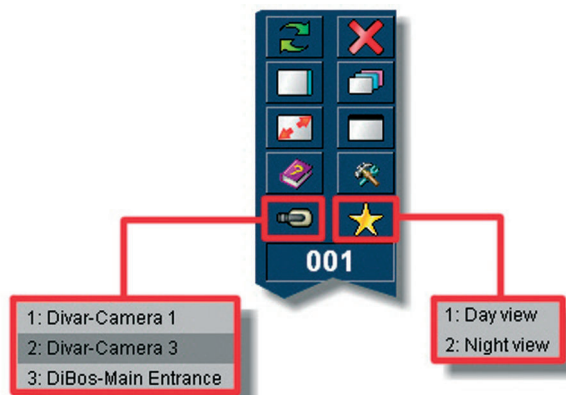 001
1: Divar-Camera 1
2: Divar-Camera 3
3: DiBos-Main Entrance
1: Day view
2: Night view